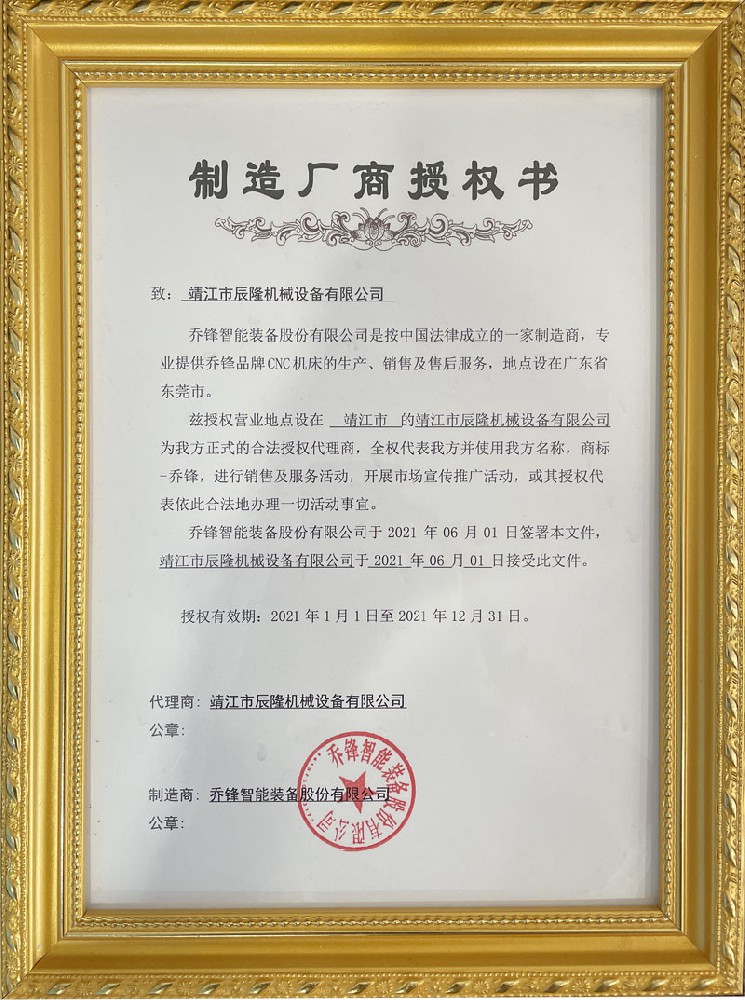 制造厂商授权书
致：靖江市辰隆机械设备有限公司
乔锋智能装备股份有限公司是按中国法律成立的一家制造商，专
业提供乔锋品牌CNC机床的生产、销售及售后服务，地点设在广东省
东莞市。
兹授权营业地点设在 靖江市 的靖江市辰隆机械设备有限公司
为我方正式的合法授权代理商，全权代表我方并使用我方名称，商标
-乔锋，进行销售及服务活动，开展市场宣传推广活动，或其授权代
表依此合法地办理一切活动事宜。
乔锋智能装备股份有限公司于 2021 年 06 月 01 日签署本文件，
靖江市辰隆机械设备有限公司于 2021 年 06 月 01 日接受此文件。
授权有效期：2021 年 1 月 1 日至 2021 年 12 月 31 日。
代理商：靖江市辰隆机械设备有限公司
公章：
制造商：乔锋智能装备股份有限公司
公章：
乔锋智能装备股份有限公司